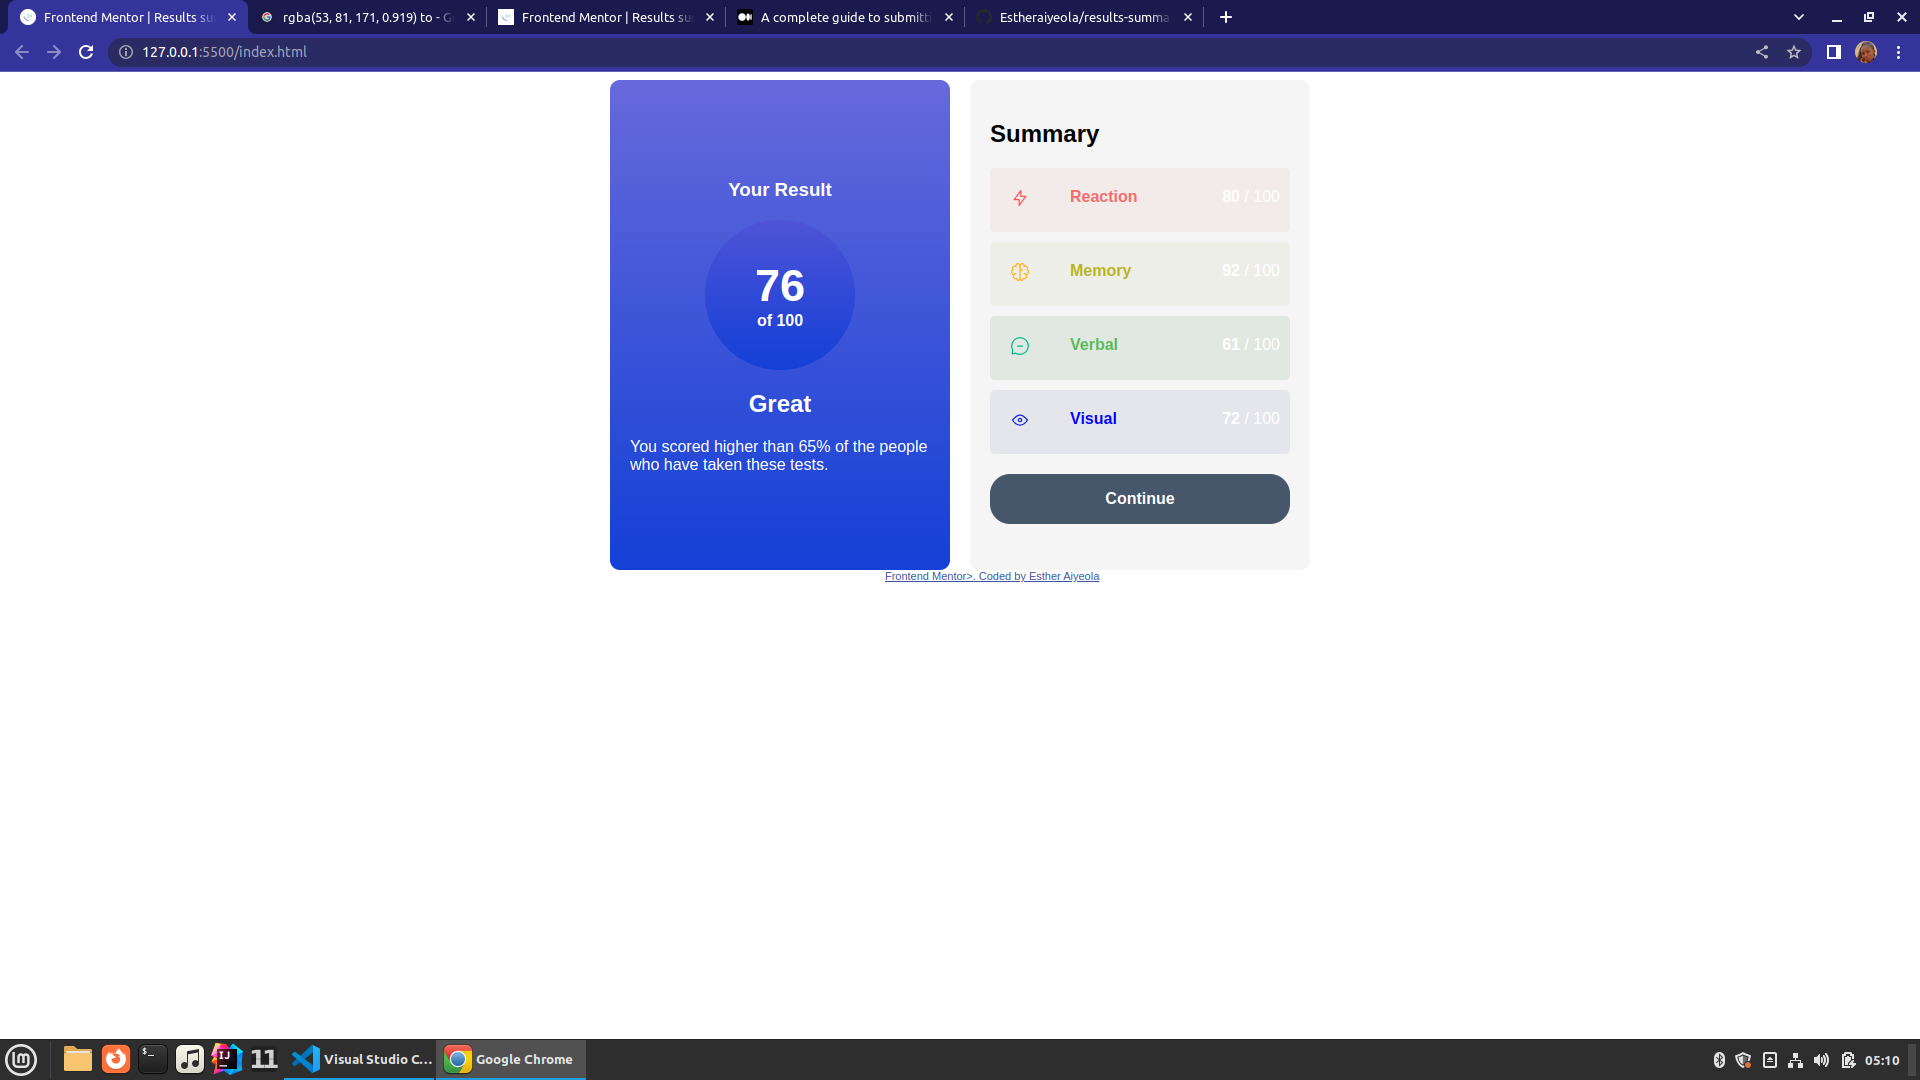 Frontend Mentor | Results su
rgba(53, 81, 171, 0.919) to - G
Frontend Mentor | Results su
A complete guide to submitti
Estheraiyeola/results-summa
127.0.0.1:5500/index.html
Your Result
76
of 100
Great
You scored higher than 65% of the people
who have taken these tests.
Summary
Reaction 80 / 100
Memory 92 / 100
Verbal 61 / 100
Visual 72 / 100
Continue
Frontend Mentor>. Coded by Esther Aiyeola
$_
IJ
11
Visual Studio C...
Google Chrome
05:10